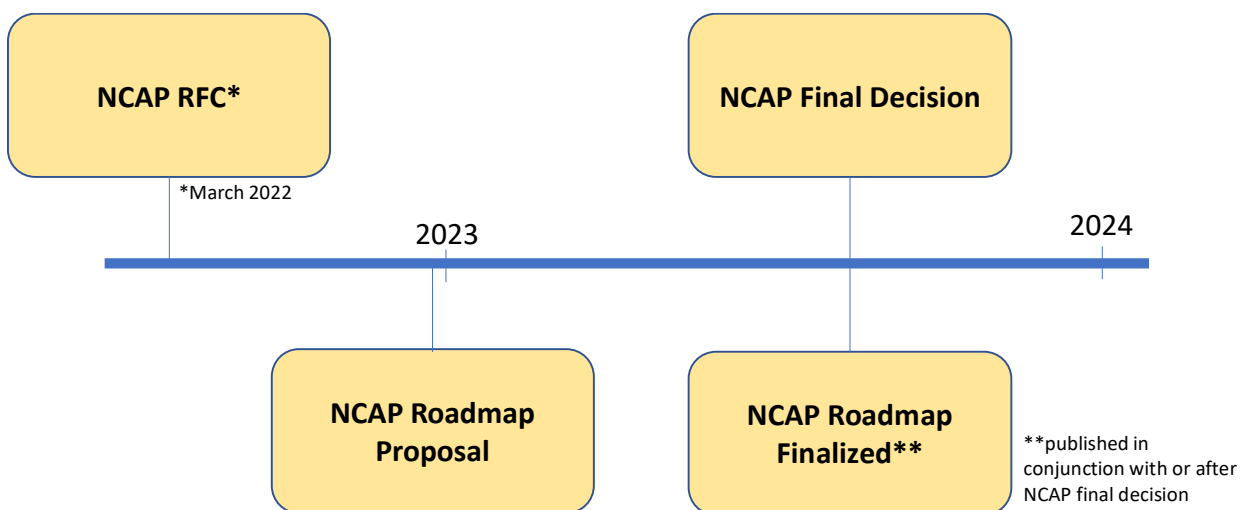 NCAP RFC*
NCAP Final Decision
*March 2022
2023
2024
NCAP Roadmap
Proposal
NCAP Roadmap
Finalized**
**published in
conjunction with or after
NCAP final decision